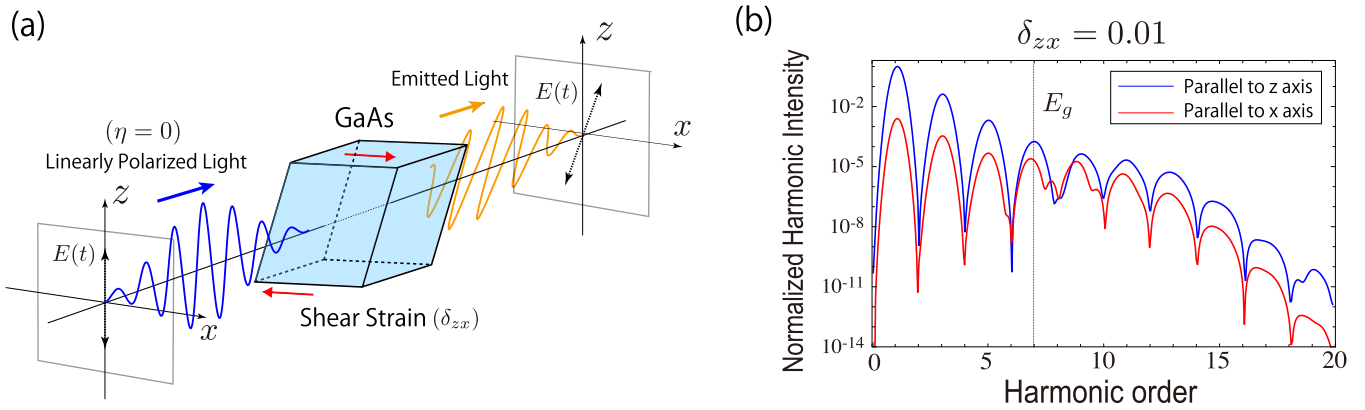 (a)
z
Emitted Light
E(t)
x
GaAs
(η = 0)
Linearly Polarized Light
z
E(t)
x
Shear Strain (δzx)
(b)
δzx = 0.01
Normalized Harmonic Intensity
10-2
10-5
10-8
10-11
10-14
Parallel to z axis
Parallel to x axis
Eg
0 5 10 15 20
Harmonic order